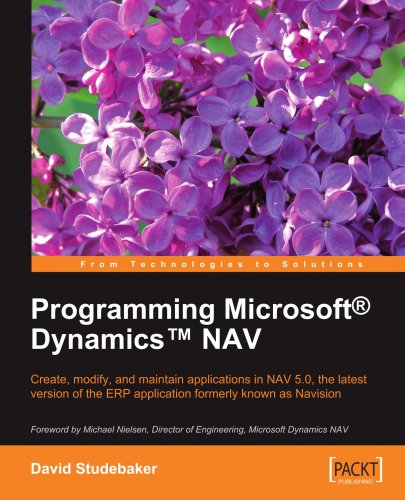 From Technologies to Solutions
Programming Microsoft®
Dynamics™ NAV
Create, modify, and maintain applications in NAV 5.0, the latest
version of the ERP application formerly known as Navision
Foreword by Michael Nielsen, Director of Engineering, Microsoft Dynamics NAV
David Studebaker
[PACKT]
PUBLISHING